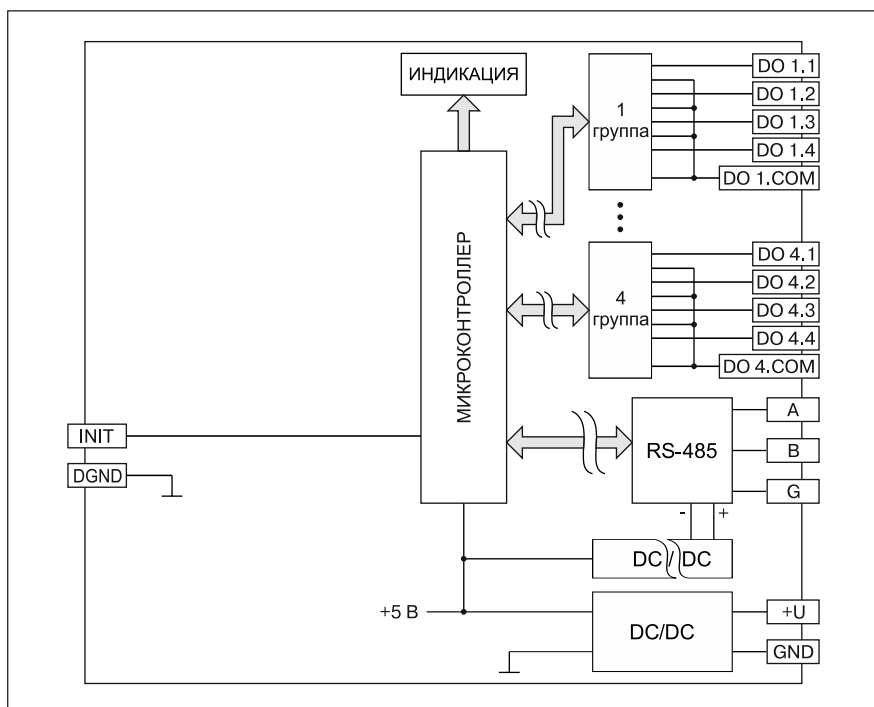 ИНДИКАЦИЯ
МИКРОКОНТРОЛЛЕР
1
группа
DO 1.1
DO 1.2
DO 1.3
DO 1.4
DO 1.COM
4
группа
DO 4.1
DO 4.2
DO 4.3
DO 4.4
DO 4.COM
INIT
DGND
RS-485
A
B
G
- +
DC / DC
+5 В
DC/DC
+U
GND